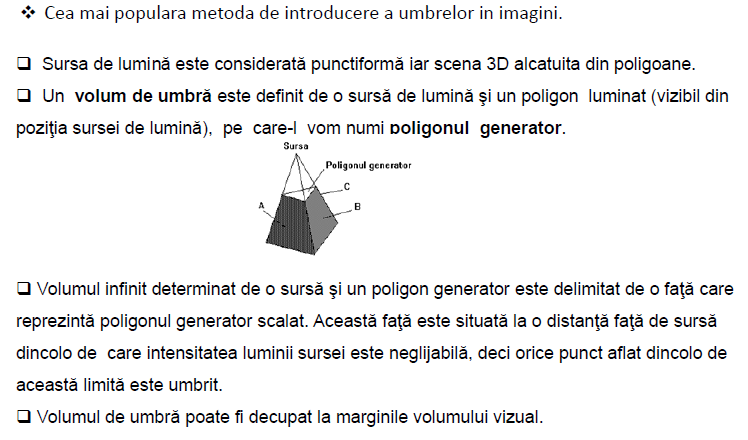 ❖ Cea mai populara metoda de introducere a umbrelor in imagini.
❑ Sursa de lumină este considerată punctiformă iar scena 3D alcatuita din poligoane.
❑ Un volum de umbră este definit de o sursă de lumină şi un poligon luminat (vizibil din
poziţia sursei de lumină), pe care-l vom numi poligonul generator.
Sursa
Poligonul generator
C
A
B
❑ Volumul infinit determinat de o sursă şi un poligon generator este delimitat de o faţă care
reprezintă poligonul generator scalat. Această faţă este situată la o distanţă faţă de sursă
dincolo de care intensitatea luminii sursei este neglijabilă, deci orice punct aflat dincolo de
această limită este umbrit.
❑ Volumul de umbră poate fi decupat la marginile volumului vizual.